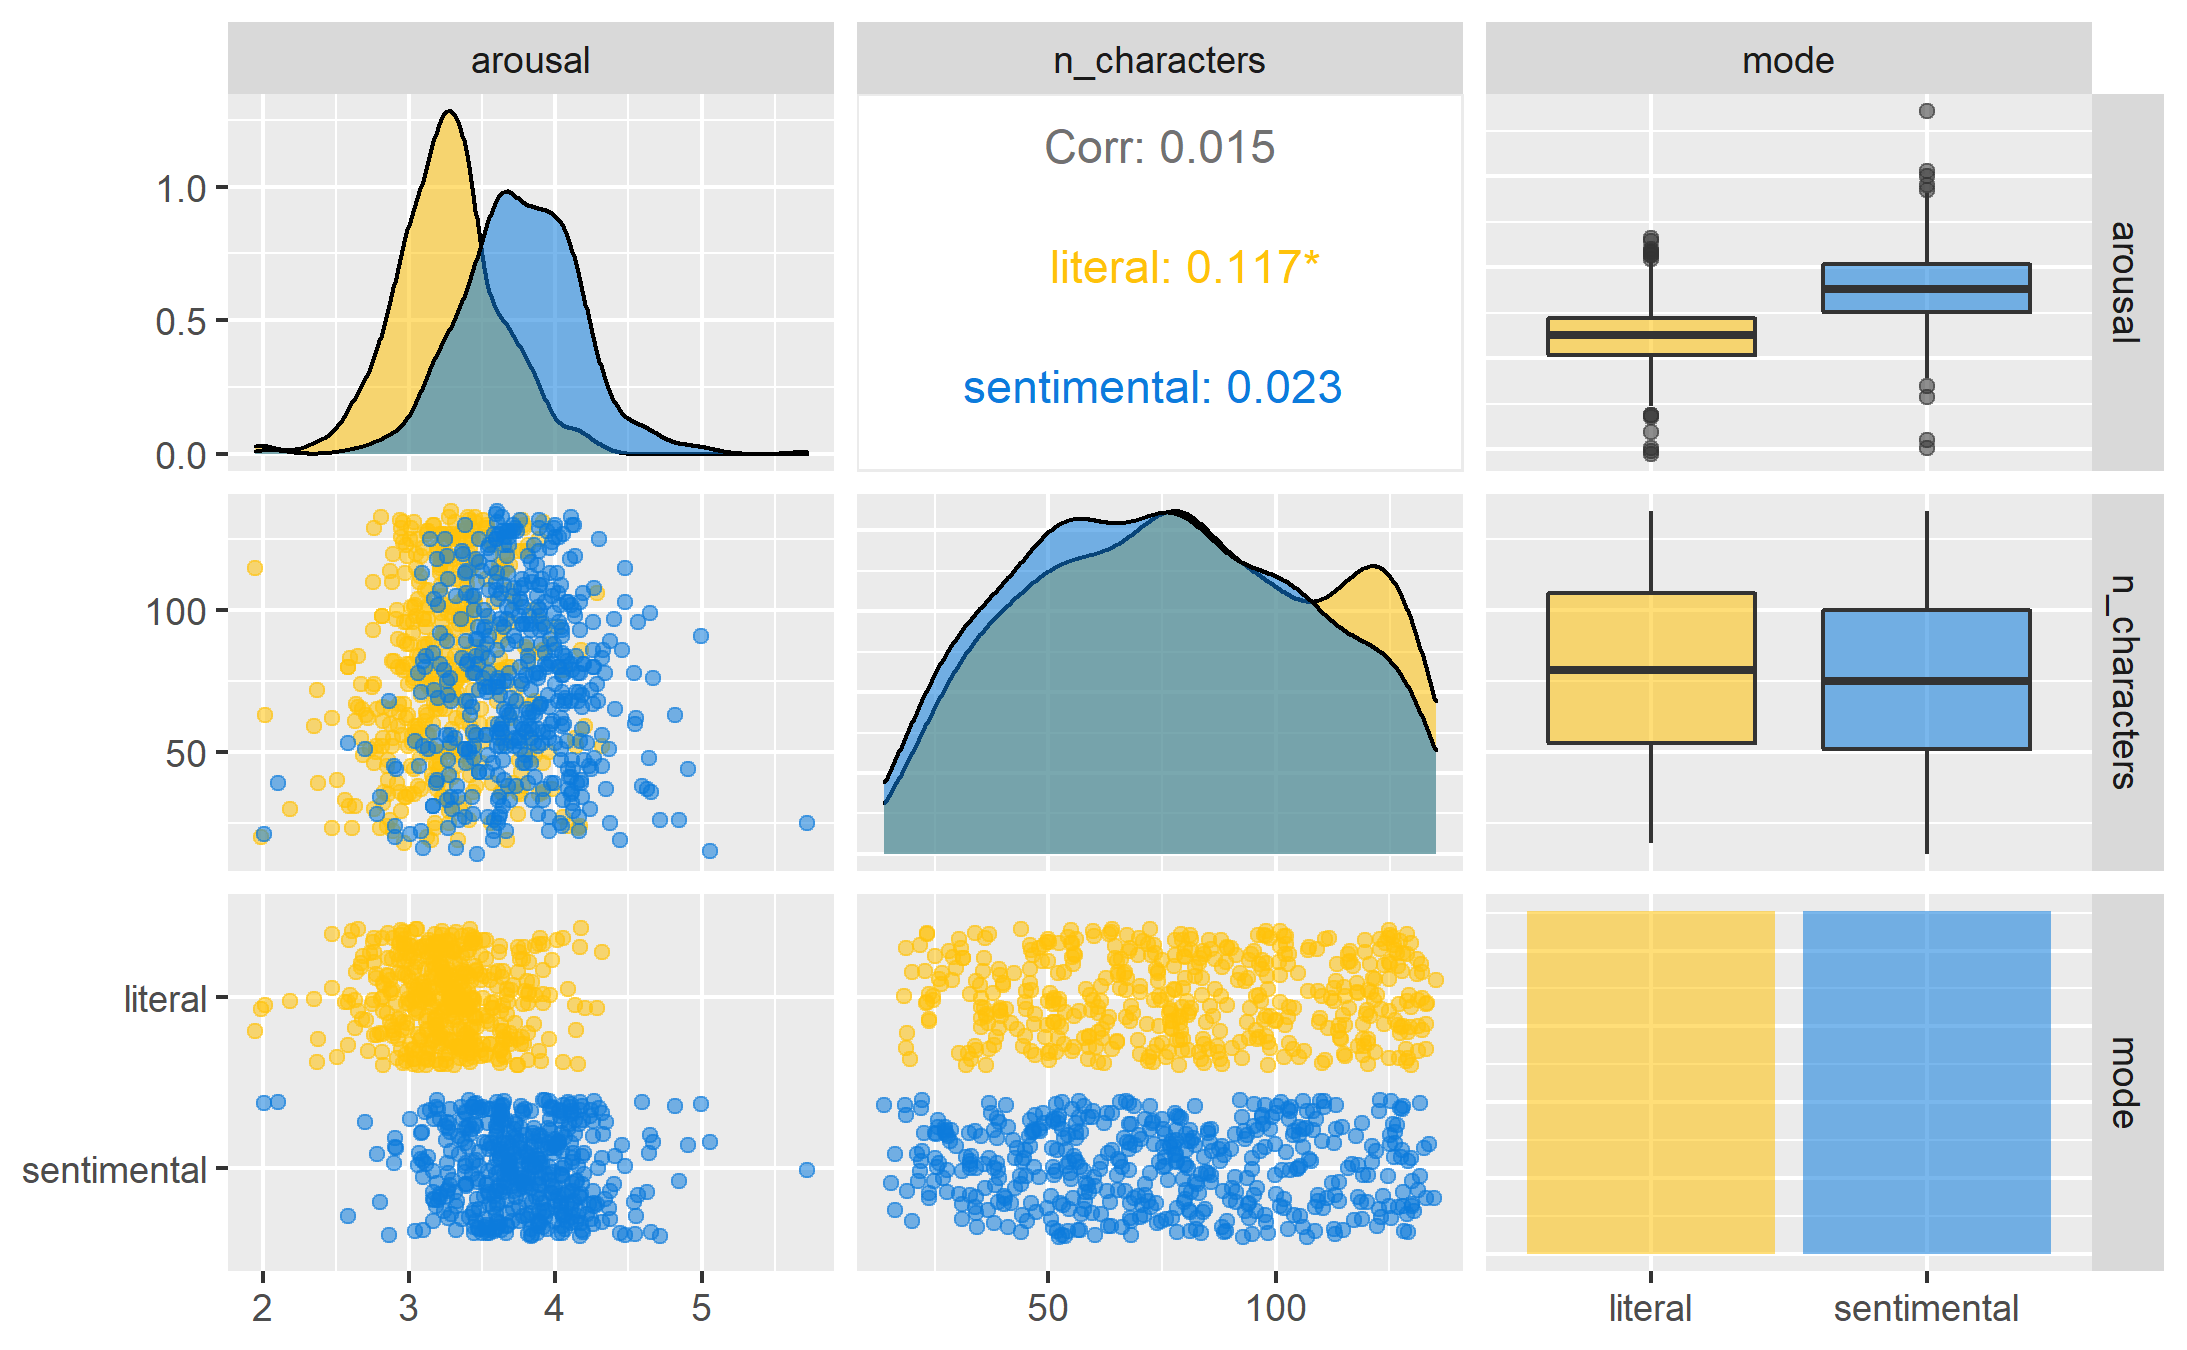 arousal n_characters mode
Corr: 0.015
literal: 0.117*
sentimental: 0.023
1.0
0.5
0.0
arousal
100
50
n_characters
literal
sentimental
mode
2 3 4 5 50 100 literal sentimental